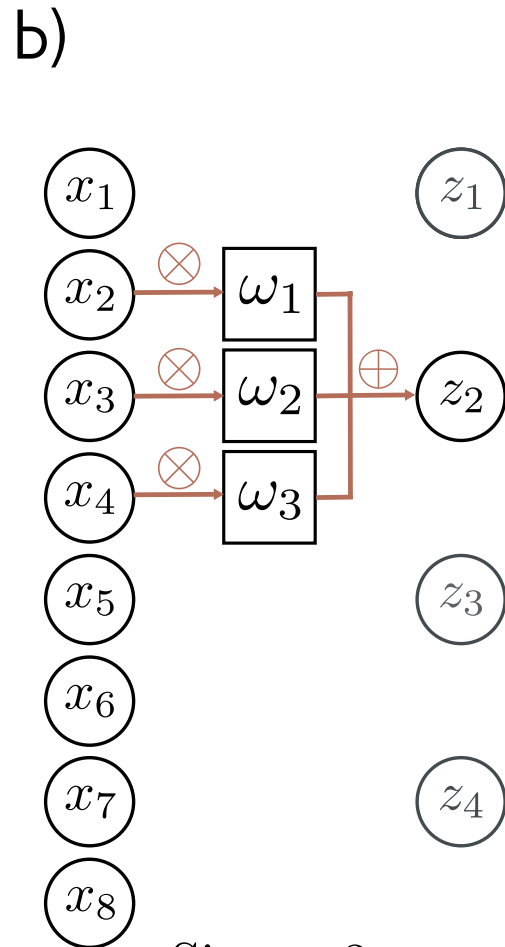 b)
x₁ z₁
x₂ ⊗ ω₁
x₃ ⊗ ω₂ ⊕ z₂
x₄ ⊗ ω₃
x₅ z₃
x₆
x₇ z₄
x₈